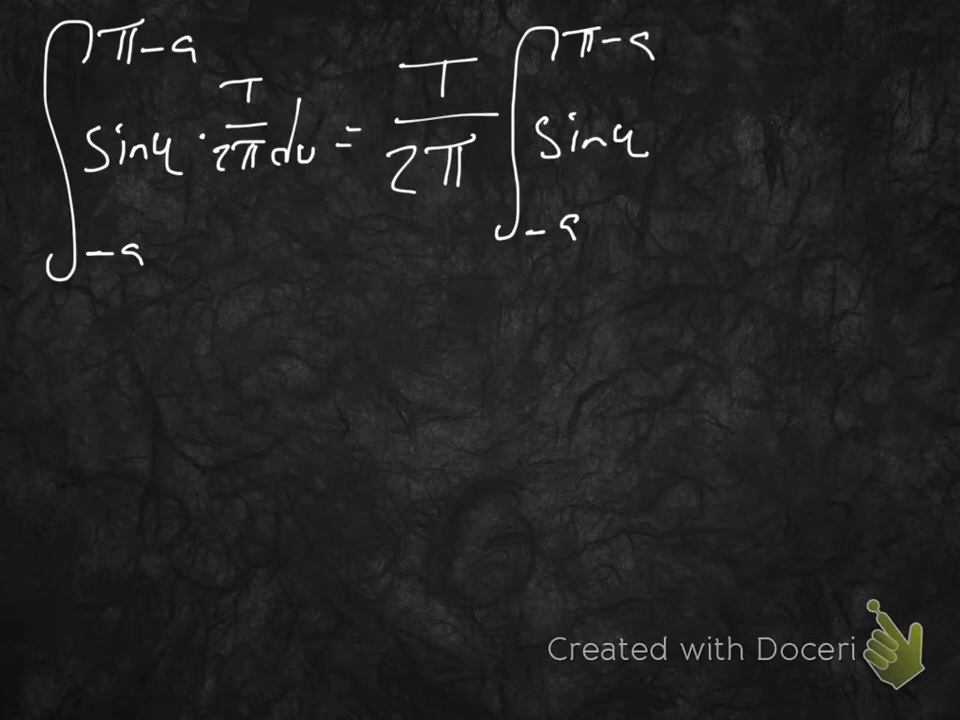 ∫_{-a}^{π-a} sin u · T/2π du = T/2π ∫_{-a}^{π-a} sin u
Created with Doceri